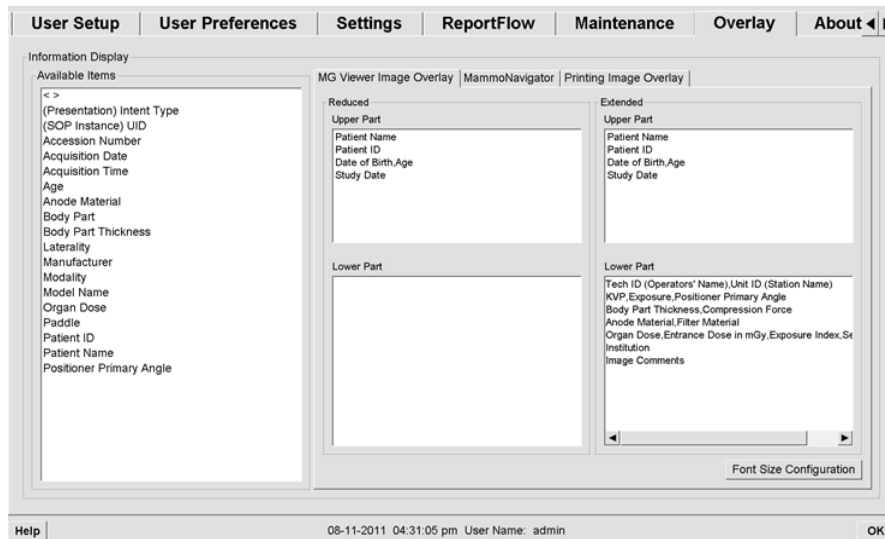 User Setup User Preferences Settings ReportFlow Maintenance Overlay About
Information Display
Available Items
< >
(Presentation) Intent Type
(SOP Instance) UID
Accession Number
Acquisition Date
Acquisition Time
Age
Anode Material
Body Part
Body Part Thickness
Laterality
Manufacturer
Modality
Model Name
Organ Dose
Paddle
Patient ID
Patient Name
Positioner Primary Angle
MG Viewer Image Overlay MammoNavigator Printing Image Overlay
Reduced
Upper Part
Patient Name
Patient ID
Date of Birth,Age
Study Date
Lower Part
Extended
Upper Part
Patient Name
Patient ID
Date of Birth,Age
Study Date
Lower Part
Tech ID (Operators' Name),Unit ID (Station Name)
KVP,Exposure,Positioner Primary Angle
Body Part Thickness,Compression Force
Anode Material,Filter Material
Organ Dose,Entrance Dose in mGy,Exposure Index,Se
Institution
Image Comments
Font Size Configuration
Help 08-11-2011 04:31:05 pm User Name: admin OK